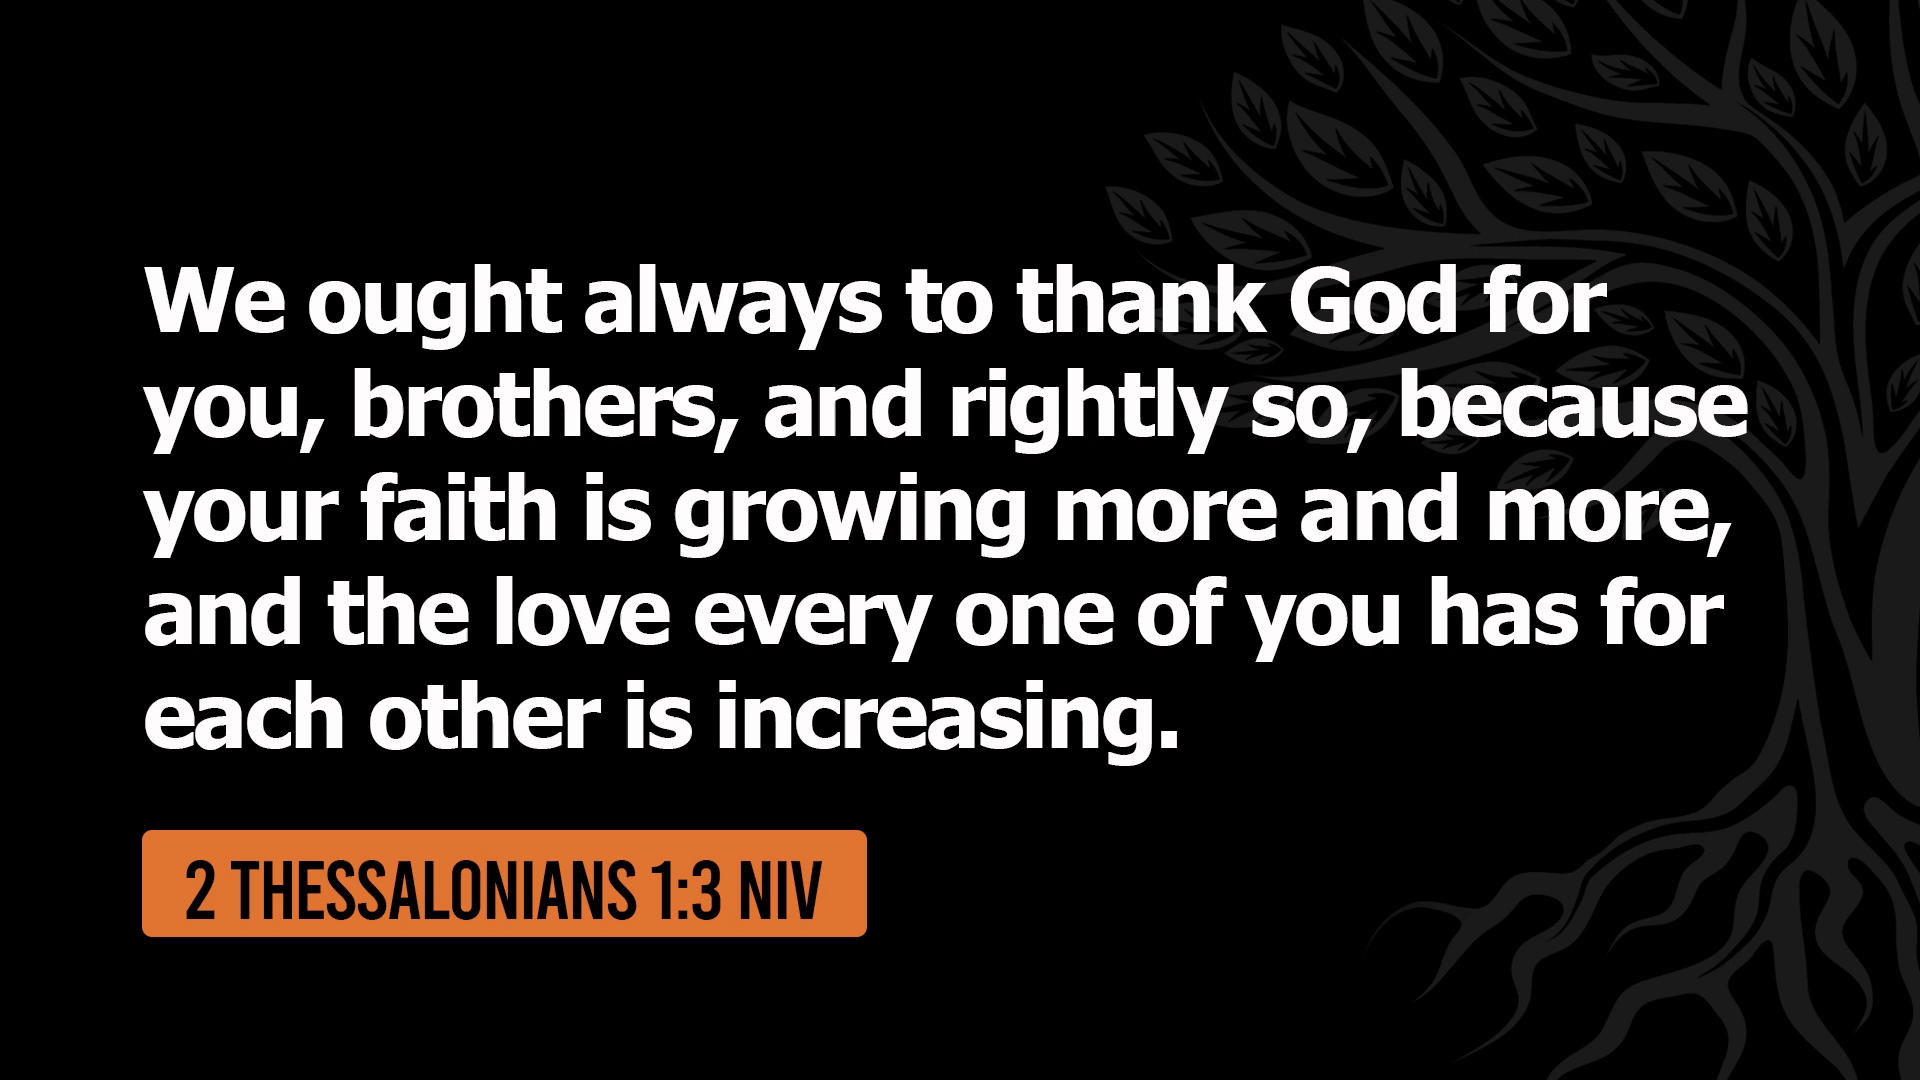 We ought always to thank God for
you, brothers, and rightly so, because
your faith is growing more and more,
and the love every one of you has for
each other is increasing.
2 THESSALONIANS 1:3 NIV